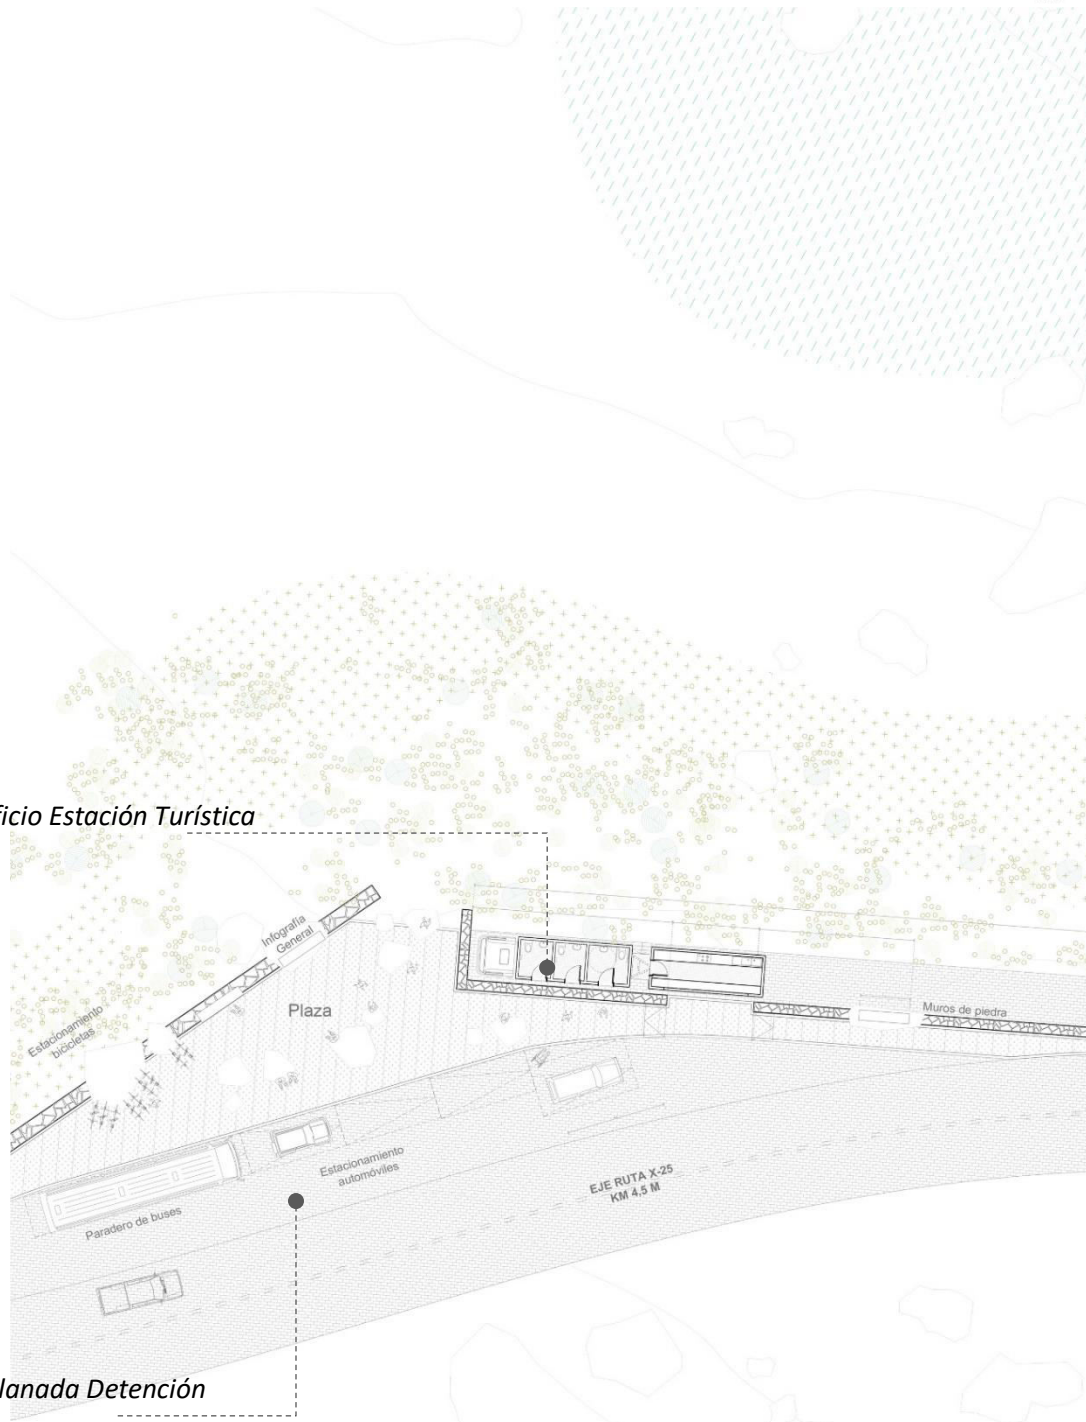 ficio Estación Turística
Infografía
General
Plaza
Estacionamiento
bicicletas
Muros de piedra
Estacionamiento
automóviles
EJE RUTA X-25
KM 4,5 M
Paradero de buses
lanada Detención